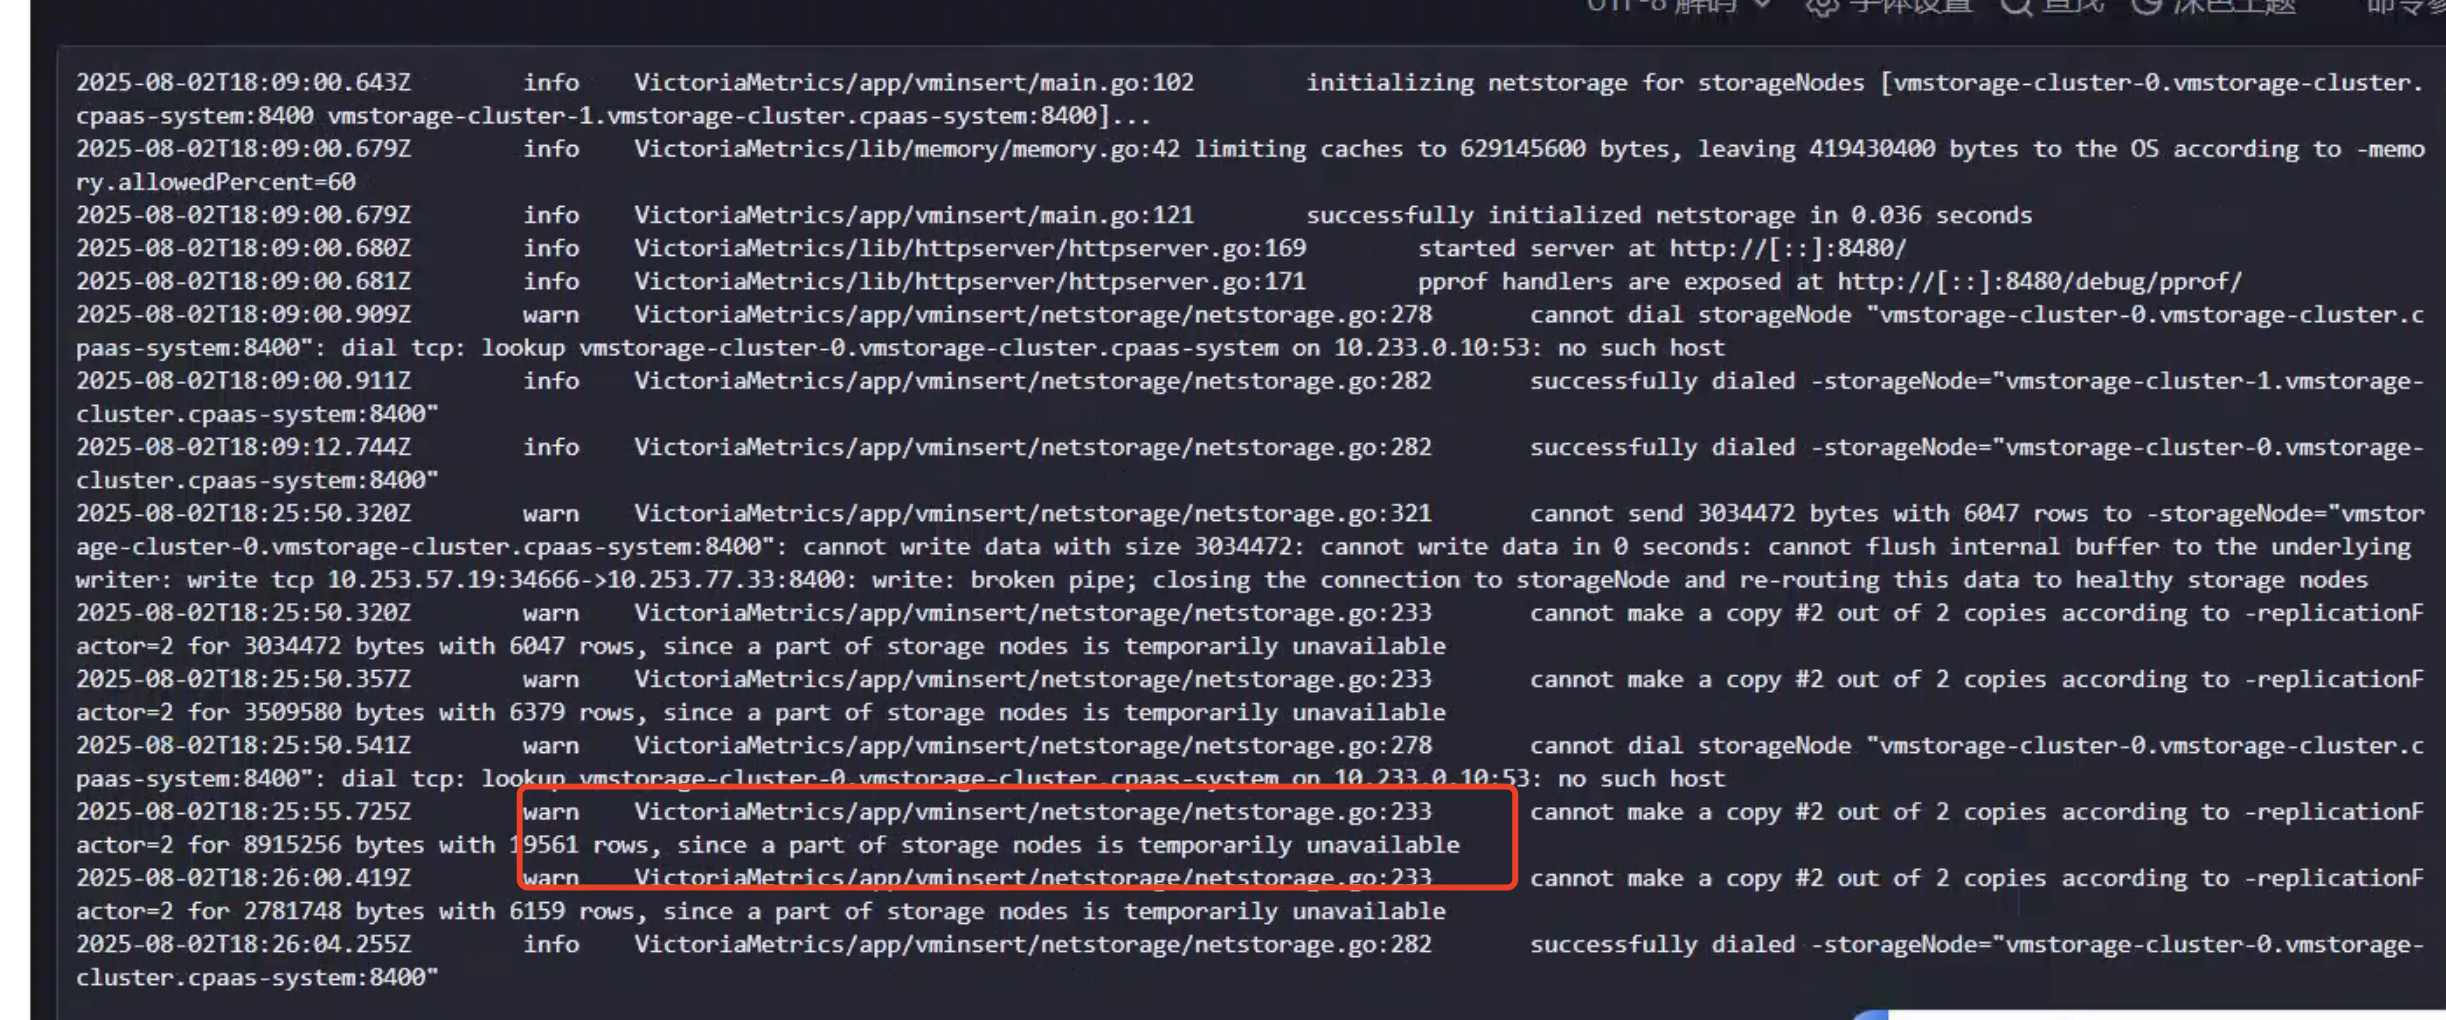 UTF-8 解码 字体设置 查找 深色主题
2025-08-02T18:09:00.643Z info VictoriaMetrics/app/vminsert/main.go:102 initializing netstorage for storageNodes [vmstorage-cluster-0.vmstorage-cluster.
cpaas-system:8400 vmstorage-cluster-1.vmstorage-cluster.cpaas-system:8400]...
2025-08-02T18:09:00.679Z info VictoriaMetrics/lib/memory/memory.go:42 limiting caches to 629145600 bytes, leaving 419430400 bytes to the OS according to -memo
ry.allowedPercent=60
2025-08-02T18:09:00.679Z info VictoriaMetrics/app/vminsert/main.go:121 successfully initialized netstorage in 0.036 seconds
2025-08-02T18:09:00.680Z info VictoriaMetrics/lib/httpserver/httpserver.go:169 started server at http://[::]:8480/
2025-08-02T18:09:00.681Z info VictoriaMetrics/lib/httpserver/httpserver.go:171 pprof handlers are exposed at http://[::]:8480/debug/pprof/
2025-08-02T18:09:00.909Z warn VictoriaMetrics/app/vminsert/netstorage/netstorage.go:278 cannot dial storageNode "vmstorage-cluster-0.vmstorage-cluster.c
paas-system:8400": dial tcp: lookup vmstorage-cluster-0.vmstorage-cluster.cpaas-system on 10.233.0.10:53: no such host
2025-08-02T18:09:00.911Z info VictoriaMetrics/app/vminsert/netstorage/netstorage.go:282 successfully dialed -storageNode="vmstorage-cluster-1.vmstorage-
cluster.cpaas-system:8400"
2025-08-02T18:09:12.744Z info VictoriaMetrics/app/vminsert/netstorage/netstorage.go:282 successfully dialed -storageNode="vmstorage-cluster-0.vmstorage-
cluster.cpaas-system:8400"
2025-08-02T18:25:50.320Z warn VictoriaMetrics/app/vminsert/netstorage/netstorage.go:321 cannot send 3034472 bytes with 6047 rows to -storageNode="vmstor
age-cluster-0.vmstorage-cluster.cpaas-system:8400": cannot write data with size 3034472: cannot write data in 0 seconds: cannot flush internal buffer to the underlying
writer: write tcp 10.253.57.19:34666->10.253.77.33:8400: write: broken pipe; closing the connection to storageNode and re-routing this data to healthy storage nodes
2025-08-02T18:25:50.320Z warn VictoriaMetrics/app/vminsert/netstorage/netstorage.go:233 cannot make a copy #2 out of 2 copies according to -replicationF
actor=2 for 3034472 bytes with 6047 rows, since a part of storage nodes is temporarily unavailable
2025-08-02T18:25:50.357Z warn VictoriaMetrics/app/vminsert/netstorage/netstorage.go:233 cannot make a copy #2 out of 2 copies according to -replicationF
actor=2 for 3509580 bytes with 6379 rows, since a part of storage nodes is temporarily unavailable
2025-08-02T18:25:50.541Z warn VictoriaMetrics/app/vminsert/netstorage/netstorage.go:278 cannot dial storageNode "vmstorage-cluster-0.vmstorage-cluster.c
paas-system:8400": dial tcp: lookup vmstorage-cluster-0.vmstorage-cluster.cpaas-system on 10.233.0.10:53: no such host
2025-08-02T18:25:55.725Z warn VictoriaMetrics/app/vminsert/netstorage/netstorage.go:233 cannot make a copy #2 out of 2 copies according to -replicationF
actor=2 for 8915256 bytes with 19561 rows, since a part of storage nodes is temporarily unavailable
2025-08-02T18:26:00.419Z warn VictoriaMetrics/app/vminsert/netstorage/netstorage.go:233 cannot make a copy #2 out of 2 copies according to -replicationF
actor=2 for 2781748 bytes with 6159 rows, since a part of storage nodes is temporarily unavailable
2025-08-02T18:26:04.255Z info VictoriaMetrics/app/vminsert/netstorage/netstorage.go:282 successfully dialed -storageNode="vmstorage-cluster-0.vmstorage-
cluster.cpaas-system:8400"